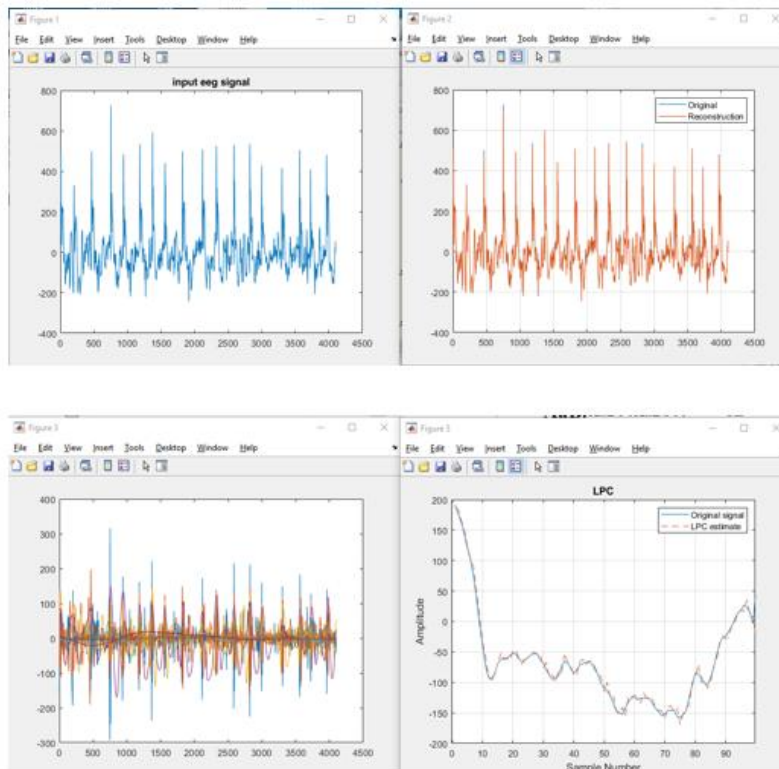 Figure 1
File Edit View Insert Tools Desktop Window Help
input eeg signal
800
600
400
200
0
-200
-400
0 500 1000 1500 2000 2500 3000 3500 4000 4500
Figure 2
File Edit View Insert Tools Desktop Window Help
Original
Reconstruction
800
600
400
200
0
-200
-400
0 500 1000 1500 2000 2500 3000 3500 4000 4500
Figure 3
File Edit View Insert Tools Desktop Window Help
400
300
200
100
0
-100
-200
-300
0 500 1000 1500 2000 2500 3000 3500 4000 4500
Figure 5
File Edit View Insert Tools Desktop Window Help
LPC
Original signal
LPC estimate
200
150
100
50
0
-50
-100
-150
-200
Amplitude
0 10 20 30 40 50 60 70 80 90
Sample Number